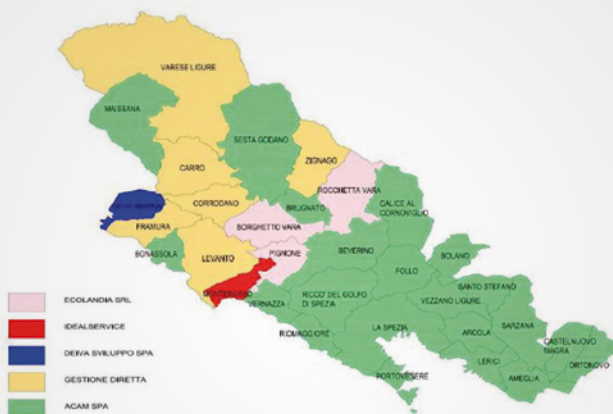 VARESE LIGURE
MAISSANA
SESTA GODANO
ZIGNAGO
CARRO
ROCCHETTA VARA
CORRODANO
BRUGNATO
CALICE AL
CORNOVIGLIO
FRAMURA
BORGHETTO VARA
BONASSOLA
LEVANTO
PIGNONE
BEVERINO
BOLANO
FOLLO
MONTEROSSO
VERNAZZA
RICCO' DEL GOLFO
DI SPEZIA
SANTO STEFANO
VEZZANO LIGURE
RIOMAGGIORE
LA SPEZIA
ARCOLA
SARZANA
CASTELNUOVO
MAGRA
ORTONOVO
LERICI
AMEGLIA
PORTOVESERE
ECOLANDIA SRL
IDEALSERVICE
DEIVA SVILUPPO SPA
GESTIONE DIRETTA
ACAM SPA